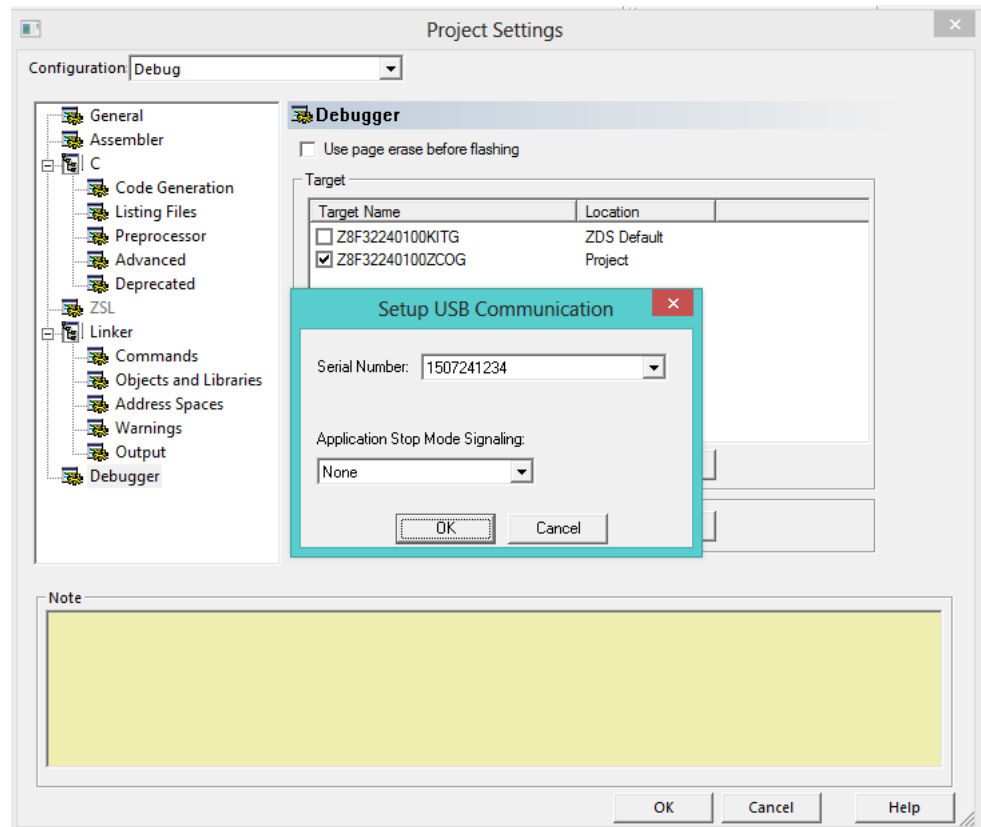 Project Settings
Configuration: Debug
General
Assembler
C
Code Generation
Listing Files
Preprocessor
Advanced
Deprecated
ZSL
Linker
Commands
Objects and Libraries
Address Spaces
Warnings
Output
Debugger
Debugger
Use page erase before flashing
Target
Target Name Location
Z8F32240100KITG ZDS Default
Z8F32240100ZCOG Project
Setup USB Communication
Serial Number: 1507241234
Application Stop Mode Signaling:
None
OK Cancel
Note
OK Cancel Help